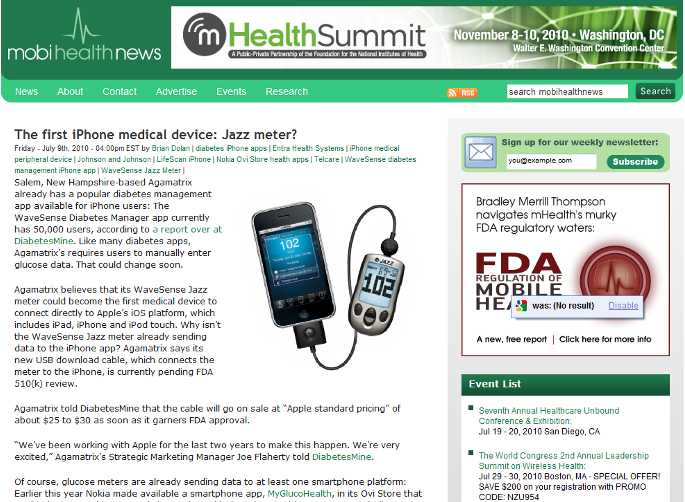 mobihealthnews
m HealthSummit
A Public-Private Partnership of the Foundation for the National Institutes of Health
November 8-10, 2010 • Washington, DC
Walter E. Washington Convention Center
News About Contact Advertise Events Research RSS search mobihealthnews Search
The first iPhone medical device: Jazz meter?
Friday - July 9th, 2010 - 04:00pm EST by Brian Dolan | diabetes iPhone apps | Entra Health Systems | iPhone medical
peripheral device | Johnson and Johnson | LifeScan iPhone | Nokia Ovi Store health apps | Telcare | WaveSense diabetes
management iPhone app | WaveSense Jazz Meter |
Salem, New Hampshire-based Agamatrix
already has a popular diabetes management
app available for iPhone users: The
WaveSense Diabetes Manager app currently
has 50,000 users, according to a report over at
DiabetesMine. Like many diabetes apps,
Agamatrix's requires users to manually enter
glucose data. That could change soon.
Agamatrix believes that its WaveSense Jazz
meter could become the first medical device to
connect directly to Apple's iOS platform, which
includes iPad, iPhone and iPod touch. Why isn't
the WaveSense Jazz meter already sending
data to the iPhone app? Agamatrix says its
new USB download cable, which connects the
meter to the iPhone, is currently pending FDA
510(k) review.
102
JAZZ
102
Agamatrix told DiabetesMine that the cable will go on sale at "Apple standard pricing" of
about $25 to $30 as soon as it garners FDA approval.
"We've been working with Apple for the last two years to make this happen. We're very
excited," Agamatrix's Strategic Marketing Manager Joe Flaherty told DiabetesMine.
Of course, glucose meters are already sending data to at least one smartphone platform:
Earlier this year Nokia made available a smartphone app, MyGlucoHealth, in its Ovi Store that
Sign up for our weekly newsletter:
you@example.com Subscribe
Bradley Merrill Thompson
navigates mHealth's murky
FDA regulatory waters:
FDA
REGULATION OF
MOBILE
HEA
was: (No result) Disable
A new, free report | Click here for more info
Event List
Seventh Annual Healthcare Unbound
Conference & Exhibition:
Jul 19 - 20, 2010 San Diego, CA
The World Congress 2nd Annual Leadership
Summit on Wireless Health:
Jul 29 - 30, 2010 Boston, MA - SPECIAL OFFER!
SAVE $200 on your registration with PROMO
CODE: NZU954